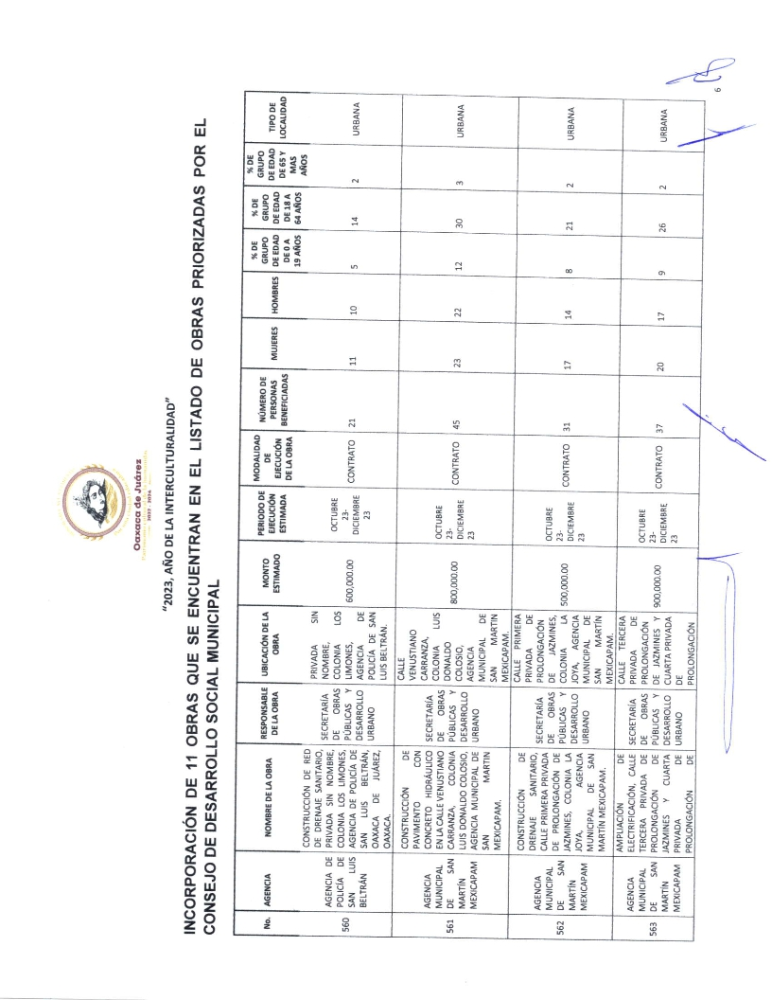 Oaxaca de Juárez
2022 - 2024
"2023, AÑO DE LA INTERCULTURALIDAD"
INCORPORACIÓN DE 11 OBRAS QUE SE ENCUENTRAN EN EL LISTADO DE OBRAS PRIORIZADAS POR EL
CONSEJO DE DESARROLLO SOCIAL MUNICIPAL
No.
AGENCIA
NOMBRE DE LA OBRA
RESPONSABLE
DE LA OBRA
UBICACIÓN DE LA
OBRA
MONTO
ESTIMADO
PERIODO DE
EJECUCIÓN
ESTIMADA
MODALIDAD
DE
EJECUCIÓN
DE LA OBRA
NÚMERO DE
PERSONAS
BENEFICIADAS
MUJERES
HOMBRES
% DE
GRUPO
DE EDAD
DE 0 A
19 AÑOS
% DE
GRUPO
DE EDAD
DE 18 A
64 AÑOS
% DE
GRUPO
DE EDAD
DE 65 Y
MAS
AÑOS
TIPO DE
LOCALIDAD
560
AGENCIA DE
POLICÍA DE
SAN LUIS
BELTRÁN
CONSTRUCCIÓN DE RED
DE DRENAJE SANITARIO,
PRIVADA SIN NOMBRE,
COLONIA LOS LIMONES,
AGENCIA DE POLICÍA DE
SAN LUIS BELTRÁN,
OAXACA DE JUÁREZ,
OAXACA.
SECRETARÍA
DE OBRAS
PÚBLICAS Y
DESARROLLO
URBANO
PRIVADA SIN
NOMBRE,
COLONIA LOS
LIMONES,
AGENCIA DE
POLICÍA DE SAN
LUIS BELTRÁN.
600,000.00
OCTUBRE
23-
DICIEMBRE
23
CONTRATO
21
11
10
5
14
2
URBANA
561
AGENCIA
MUNICIPAL
DE SAN
MARTÍN
MEXICAPAM
CONSTRUCCIÓN DE
PAVIMENTO CON
CONCRETO HIDRÁULICO
EN LA CALLE VENUSTIANO
CARRANZA, COLONIA
LUIS DONALDO COLOSIO,
AGENCIA MUNICIPAL DE
SAN MARTIN
MEXICAPAM.
SECRETARÍA
DE OBRAS
PÚBLICAS Y
DESARROLLO
URBANO
CALLE
VENUSTIANO
CARRANZA,
COLONIA LUIS
DONALDO
COLOSIO,
AGENCIA
MUNICIPAL DE
SAN MARTIN
MEXICAPAM.
800,000.00
OCTUBRE
23-
DICIEMBRE
23
CONTRATO
45
23
22
12
30
3
URBANA
562
AGENCIA
MUNICIPAL
DE SAN
MARTÍN
MEXICAPAM
CONSTRUCCIÓN DE
DRENAJE SANITARIO,
CALLE PRIMERA PRIVADA
DE PROLONGACIÓN DE
JAZMINES, COLONIA LA
JOYA, AGENCIA
MUNICIPAL DE SAN
MARTÍN MEXICAPAM.
SECRETARÍA
DE OBRAS
PÚBLICAS Y
DESARROLLO
URBANO
CALLE PRIMERA
PRIVADA DE
PROLONGACIÓN
DE JAZMINES,
COLONIA LA
JOYA, AGENCIA
MUNICIPAL DE
SAN MARTÍN
MEXICAPAM.
500,000.00
OCTUBRE
23-
DICIEMBRE
23
CONTRATO
31
17
14
8
21
2
URBANA
563
AGENCIA
MUNICIPAL
DE SAN
MARTÍN
MEXICAPAM
AMPLIACIÓN DE
ELECTRIFICACIÓN, CALLE
TERCERA PRIVADA DE
PROLONGACIÓN DE
JAZMINES Y CUARTA
PRIVADA DE
PROLONGACIÓN DE
SECRETARÍA
DE OBRAS
PÚBLICAS Y
DESARROLLO
URBANO
CALLE TERCERA
PRIVADA DE
PROLONGACIÓN
DE JAZMINES Y
CUARTA PRIVADA
DE
PROLONGACIÓN
900,000.00
OCTUBRE
23-
DICIEMBRE
23
CONTRATO
37
20
17
9
26
2
URBANA
6